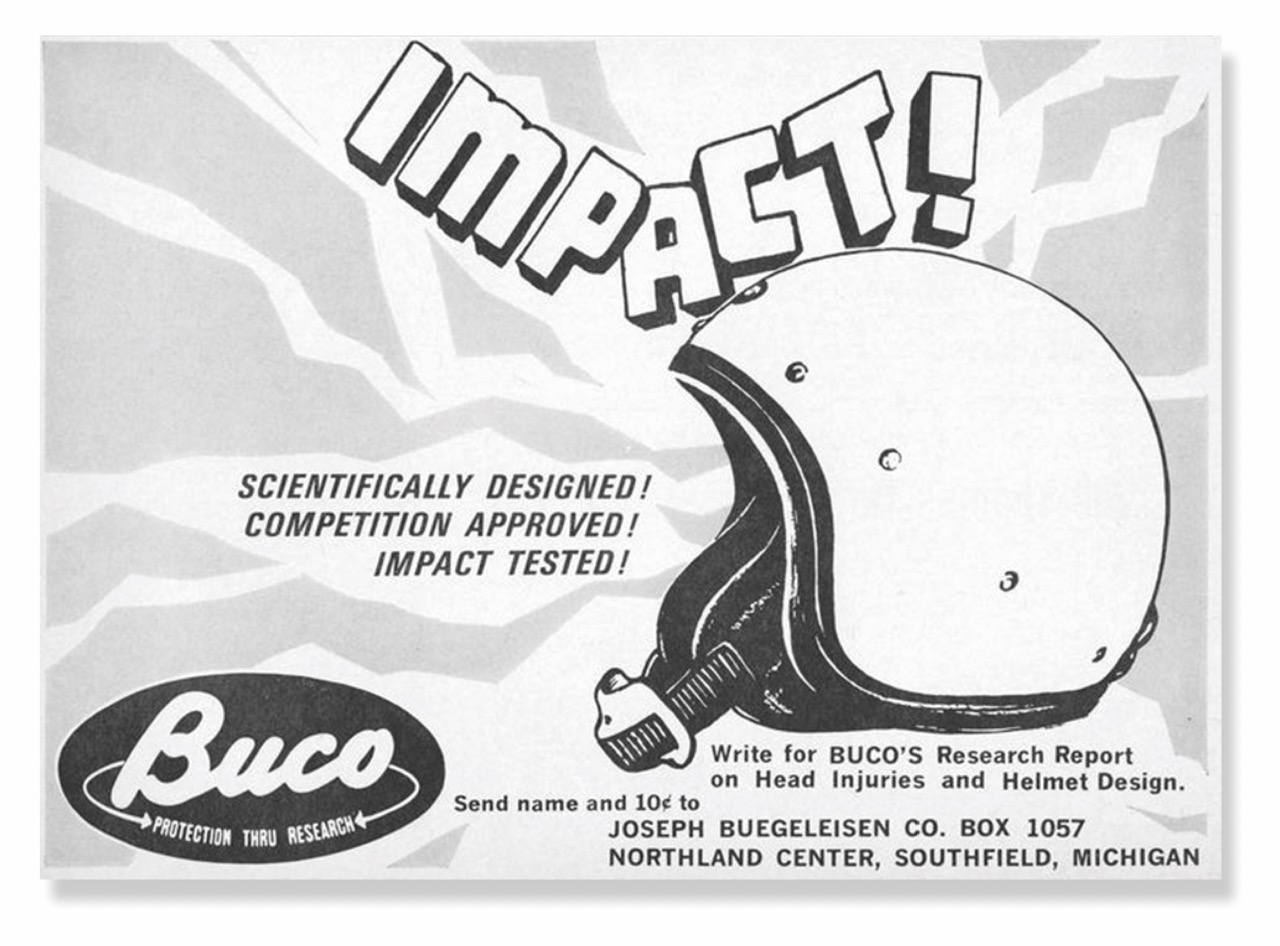 IMPACT!
SCIENTIFICALLY DESIGNED!
COMPETITION APPROVED!
IMPACT TESTED!
Buco
PROTECTION THRU RESEARCH
Write for BUCO'S Research Report
on Head Injuries and Helmet Design.
Send name and 10¢ to
JOSEPH BUEGELEISEN CO. BOX 1057
NORTHLAND CENTER, SOUTHFIELD, MICHIGAN